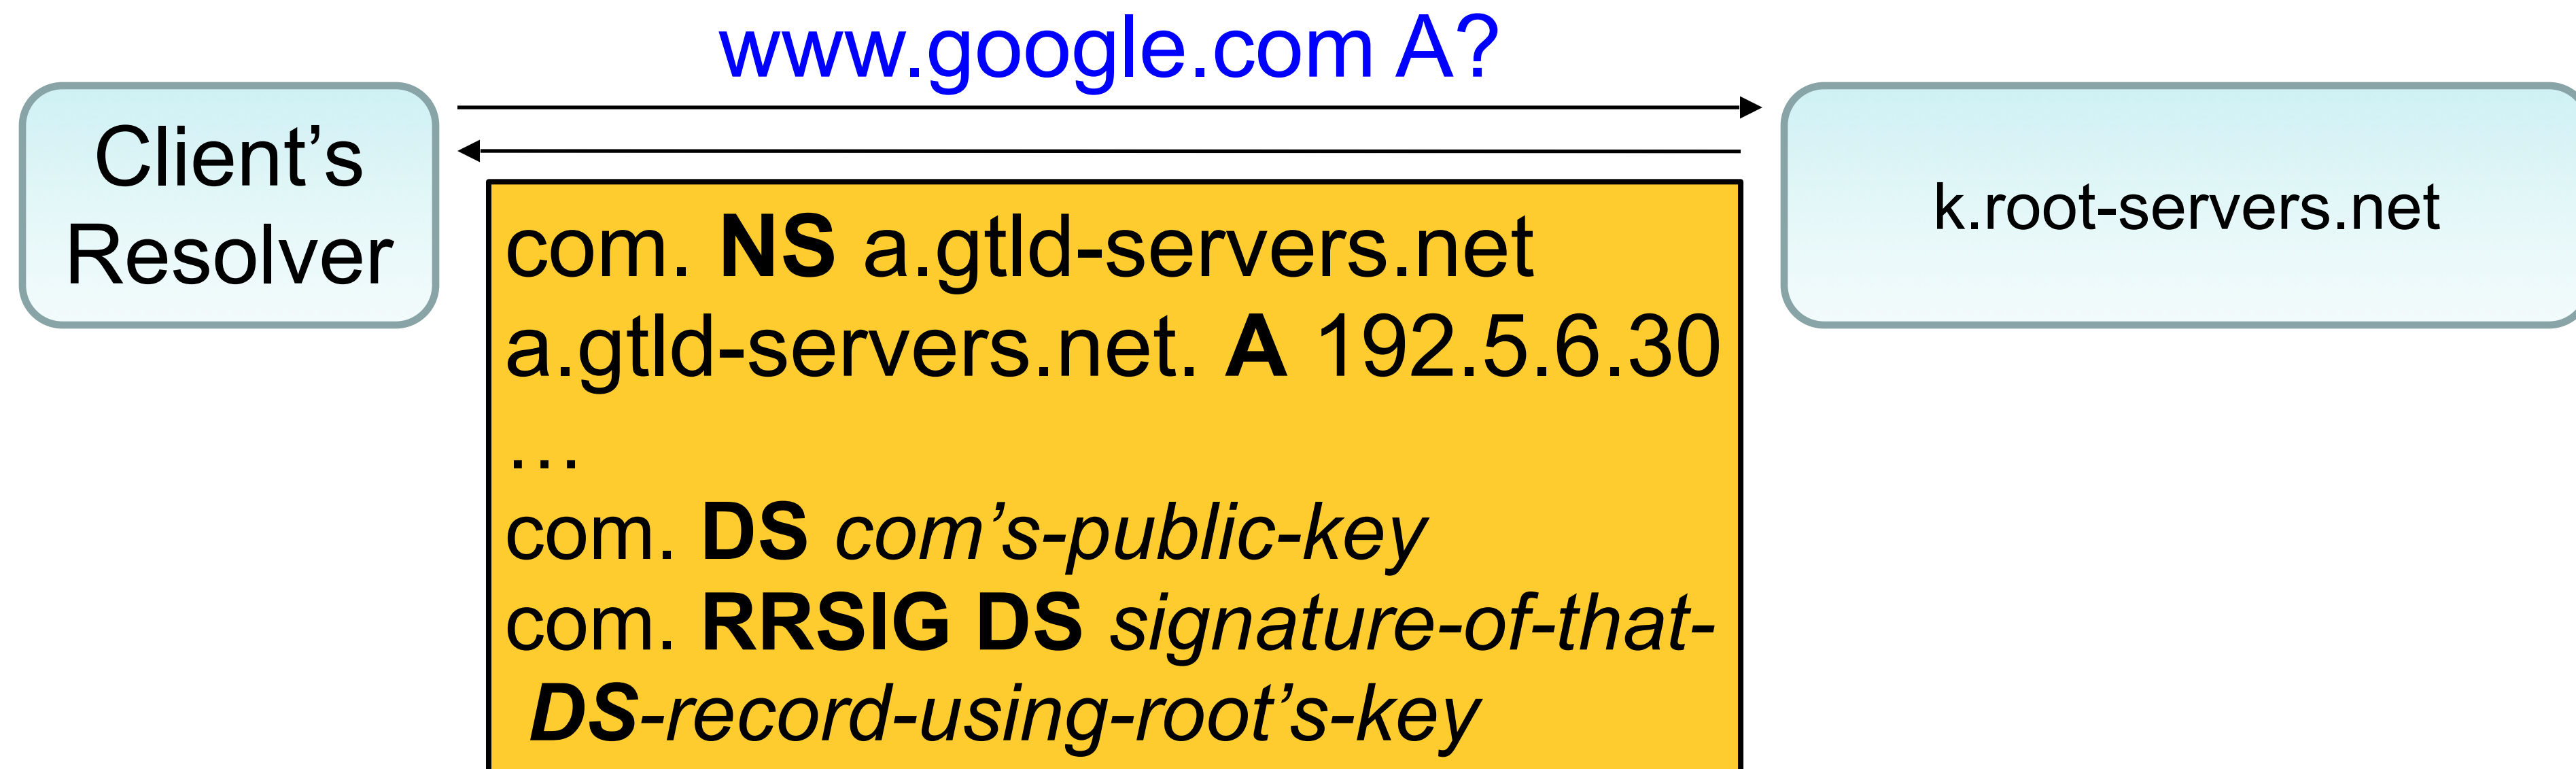 www.google.com A?
Client’s
Resolver
k.root-servers.net
com. NS a.gtld-servers.net
a.gtld-servers.net. A 192.5.6.30
…
com. DS com’s-public-key
com. RRSIG DS signature-of-that-
DS-record-using-root’s-key